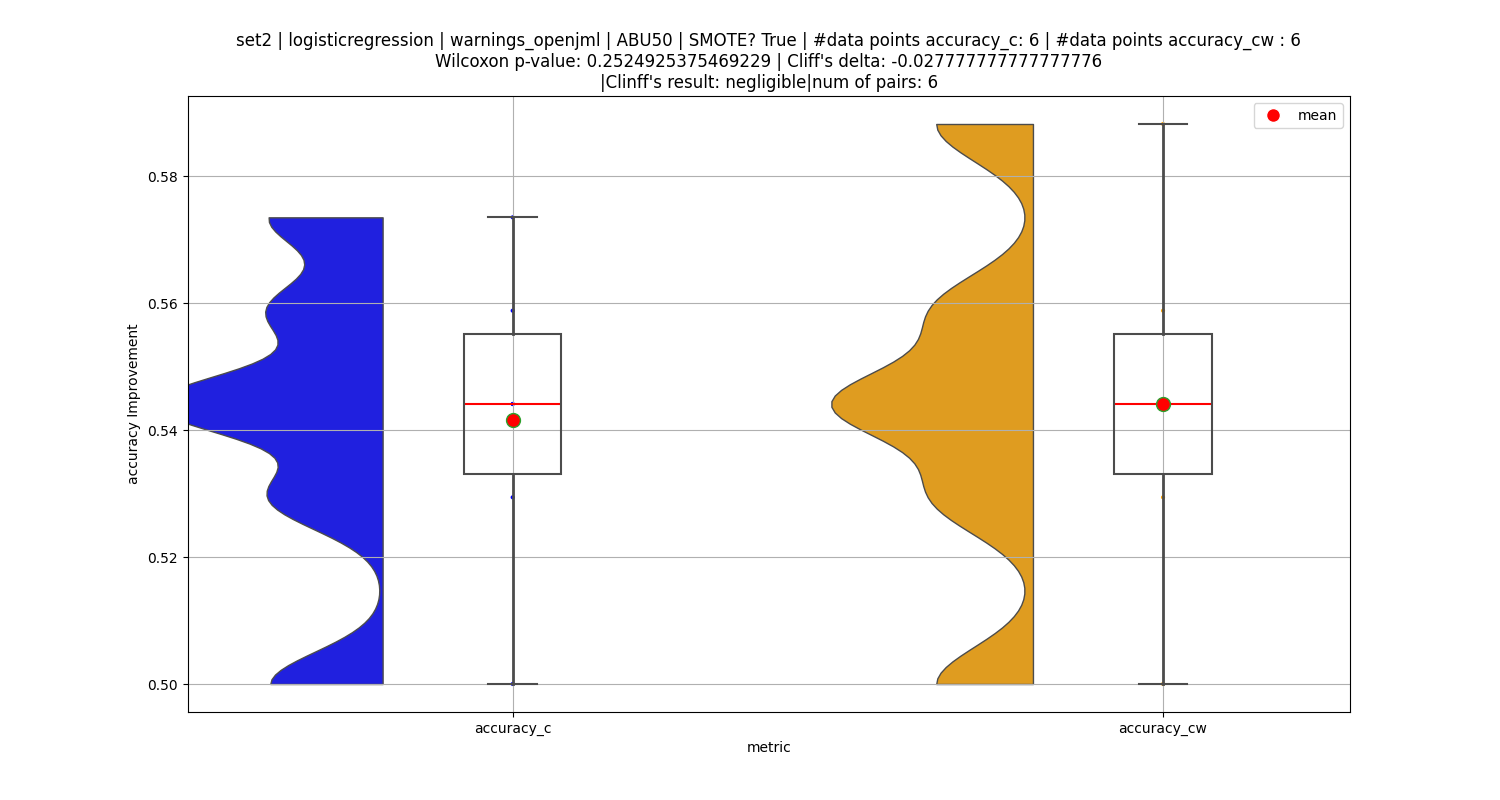 set2 | logisticregression | warnings_openjml | ABU50 | SMOTE? True | #data points accuracy_c: 6 | #data points accuracy_cw : 6
Wilcoxon p-value: 0.2524925375469229 | Cliff's delta: -0.027777777777777776
|Clinff's result: negligible|num of pairs: 6
mean
0.58
0.56
0.54
0.52
0.50
accuracy Improvement
accuracy_c
accuracy_cw
metric